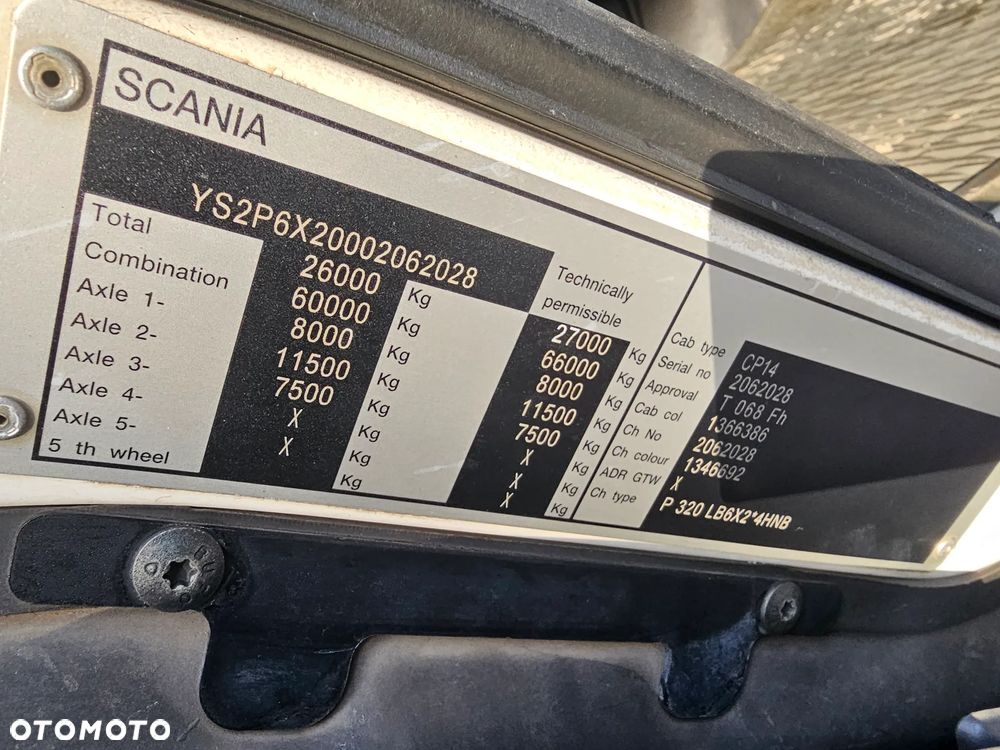 SCANIA
YS2P6X20002062028
Technically
permissible
Total 26000 Kg 27000 Kg
Combination 60000 Kg 66000 Kg
Axle 1- 8000 Kg 8000 Kg
Axle 2- 11500 Kg 11500 Kg
Axle 3- 7500 Kg 7500 Kg
Axle 4- X Kg X Kg
Axle 5- X Kg X Kg
5 th wheel Kg X Kg
Cab type CP14
Serial no 2062028
Approval T 068 Fh
Cab col 1366386
Ch No 2062028
Ch colour 1346692
ADR GTW X
Ch type P 320 LB6X2*4HNB
OTOMOTO